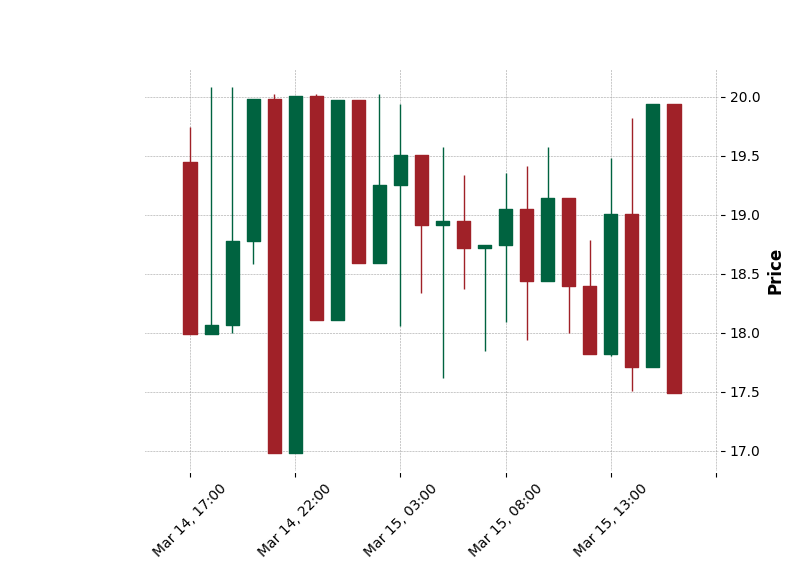 20.0
19.5
19.0
18.5
18.0
17.5
17.0
Price
Mar 14, 17:00
Mar 14, 22:00
Mar 15, 03:00
Mar 15, 08:00
Mar 15, 13:00